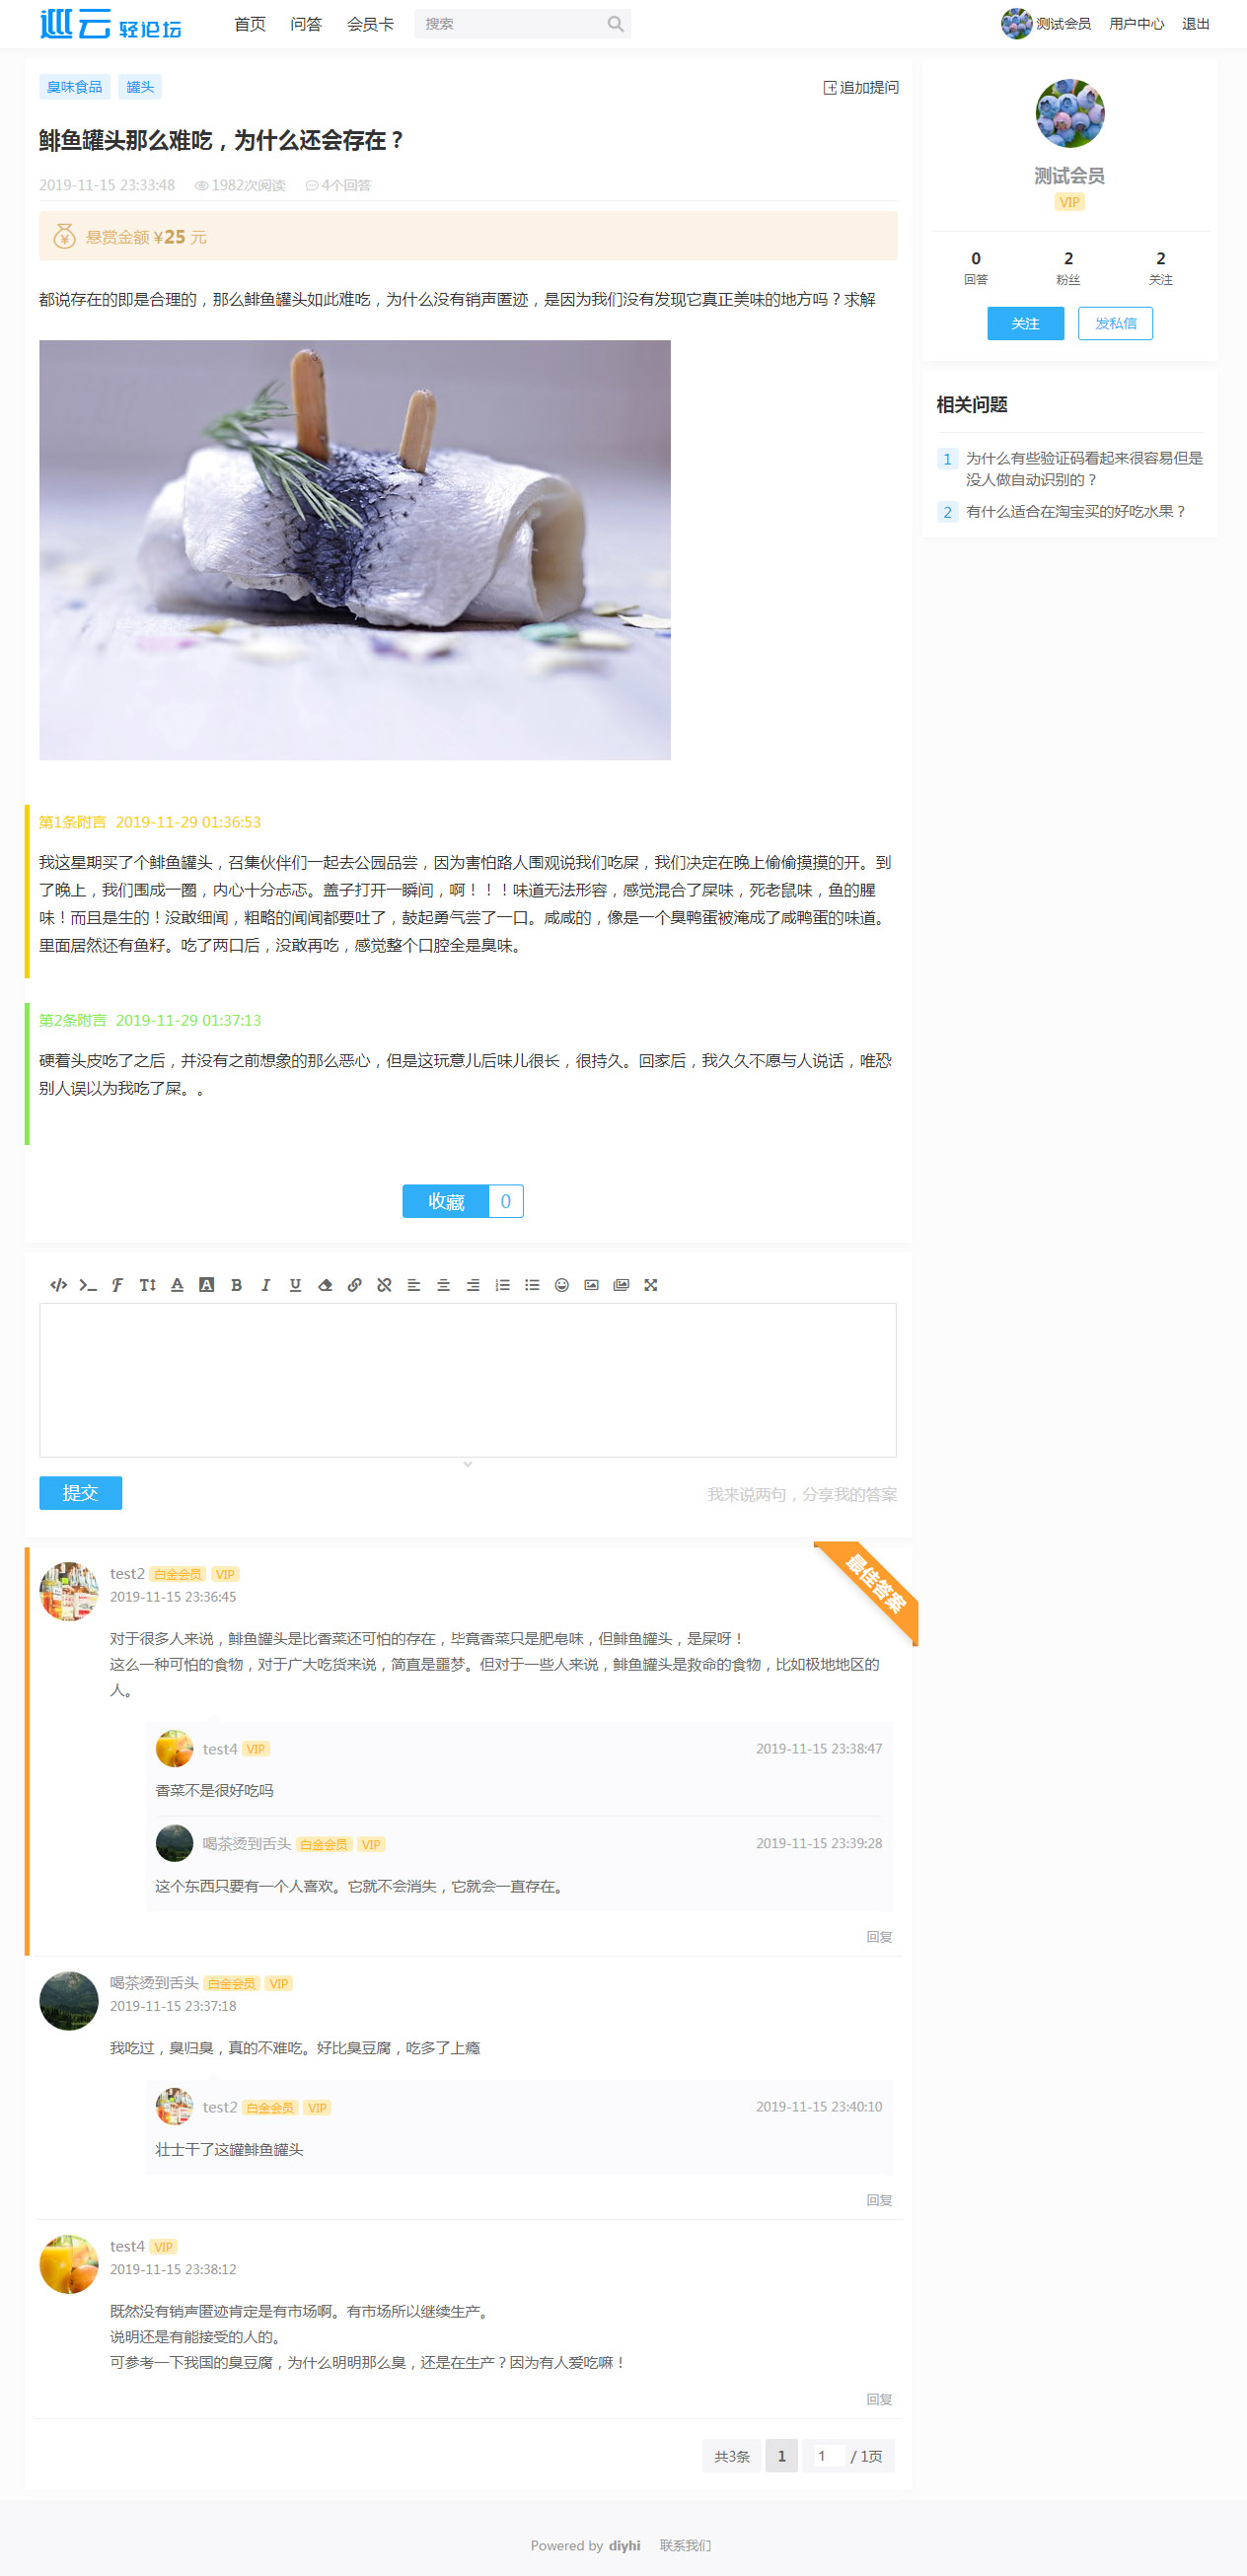 巡云 轻论坛
首页 问答 会员卡 搜索 测试会员 用户中心 退出
臭味食品 罐头 追加提问
鲱鱼罐头那么难吃，为什么还会存在？
2019-11-15 23:33:48 1982次阅读 4个回答
悬赏金额 ¥25 元
都说存在的即是合理的，那么鲱鱼罐头如此难吃，为什么没有销声匿迹，是因为我们没有发现它真正美味的地方吗？求解
第1条附言 2019-11-29 01:36:53
我这星期买了个鲱鱼罐头，召集伙伴们一起去公园品尝，因为害怕路人围观说我们吃屎，我们决定在晚上偷偷摸摸的开。到
了晚上，我们围成一圈，内心十分忐忑。盖子打开一瞬间，啊！！！味道无法形容，感觉混合了屎味，死老鼠味，鱼的腥
味！而且是生的！没敢细闻，粗略的闻闻都要吐了，鼓起勇气尝了一口。咸咸的，像是一个臭鸭蛋被淹成了咸鸭蛋的味道。
里面居然还有鱼籽。吃了两口后，没敢再吃，感觉整个口腔全是臭味。
第2条附言 2019-11-29 01:37:13
硬着头皮吃了之后，并没有之前想象的那么恶心，但是这玩意儿后味儿很长，很持久。回家后，我久久不愿与人说话，唯恐
别人误以为我吃了屎。。
收藏 0
提交 我来说两句，分享我的答案
最佳答案
test2 白金会员 VIP
2019-11-15 23:36:45
对于很多人来说，鲱鱼罐头是比香菜还可怕的存在，毕竟香菜只是肥皂味，但鲱鱼罐头，是屎呀！
这么一种可怕的食物，对于广大吃货来说，简直是噩梦。但对于一些人来说，鲱鱼罐头是救命的食物，比如极地地区的
人。
test4 VIP 2019-11-15 23:38:47
香菜不是很好吃吗
喝茶烫到舌头 白金会员 VIP 2019-11-15 23:39:28
这个东西只要有一个人喜欢。它就不会消失，它就会一直存在。
回复
喝茶烫到舌头 白金会员 VIP
2019-11-15 23:37:18
我吃过，臭归臭，真的不难吃。好比臭豆腐，吃多了上瘾
test2 白金会员 VIP 2019-11-15 23:40:10
壮士干了这罐鲱鱼罐头
回复
test4 VIP
2019-11-15 23:38:12
既然没有销声匿迹肯定是有市场啊。有市场所以继续生产。
说明还是有能接受的人的。
可参考一下我国的臭豆腐，为什么明明那么臭，还是在生产？因为有人爱吃嘛！
回复
共3条 1 1 / 1页
测试会员
VIP
0 2 2
回答 粉丝 关注
关注 发私信
相关问题
1 为什么有些验证码看起来很容易但是
没人做自动识别的？
2 有什么适合在淘宝买的好吃水果？
Powered by diyhi 联系我们